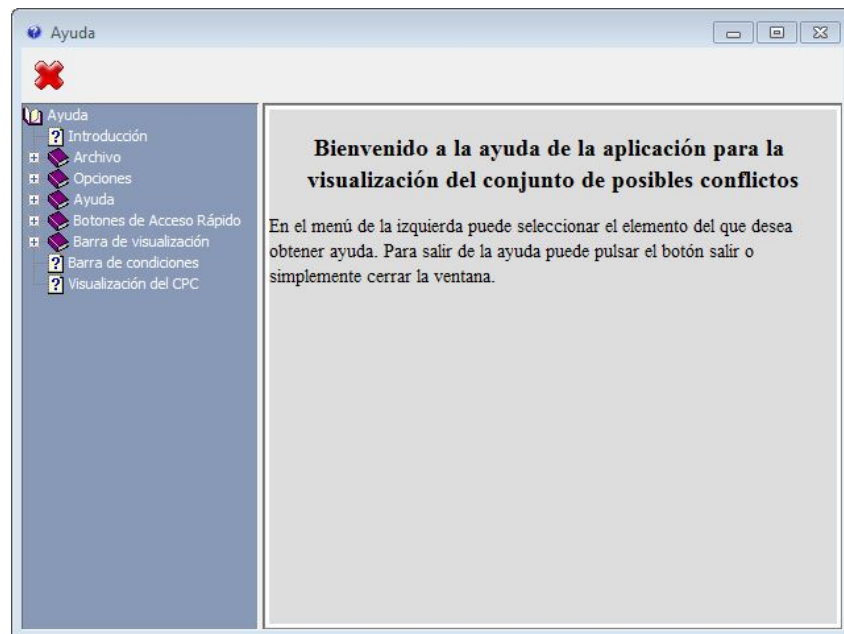 Ayuda
Ayuda
Introducción
Archivo
Opciones
Ayuda
Botones de Acceso Rápido
Barra de visualización
Barra de condiciones
Visualización del CPC
Bienvenido a la ayuda de la aplicación para la
visualización del conjunto de posibles conflictos
En el menú de la izquierda puede seleccionar el elemento del que desea
obtener ayuda. Para salir de la ayuda puede pulsar el botón salir o
simplemente cerrar la ventana.